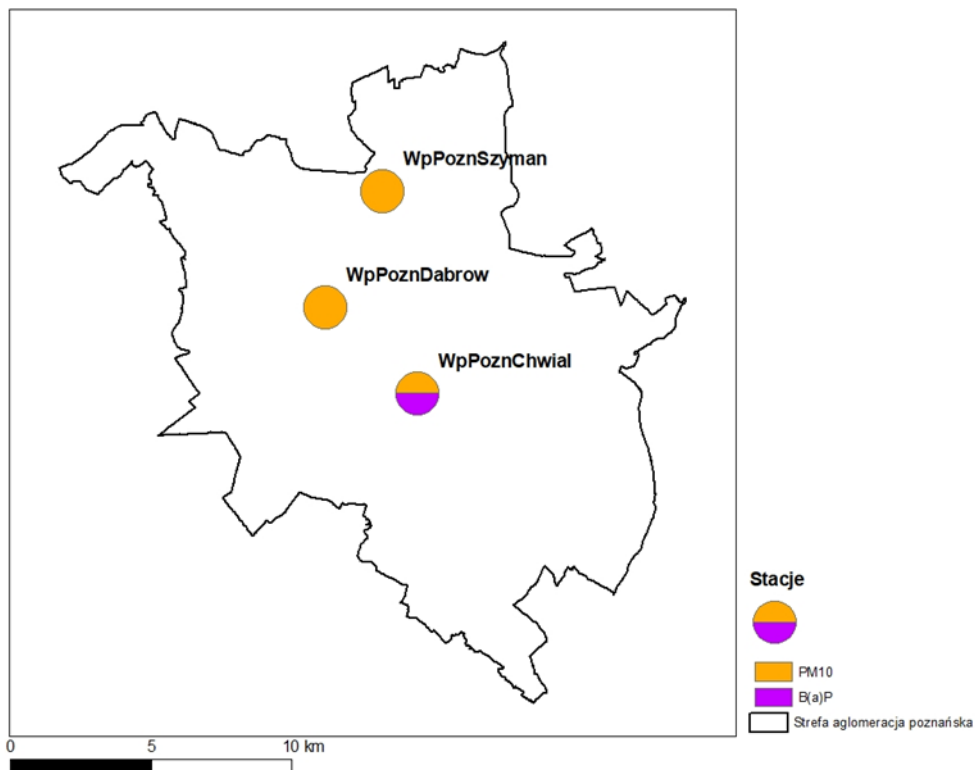 WpPoznSzyman
WpPoznDabrow
WpPoznChwial
Stacje
PM10
B(a)P
Strefa aglomeracja poznańska
0 5 10 km